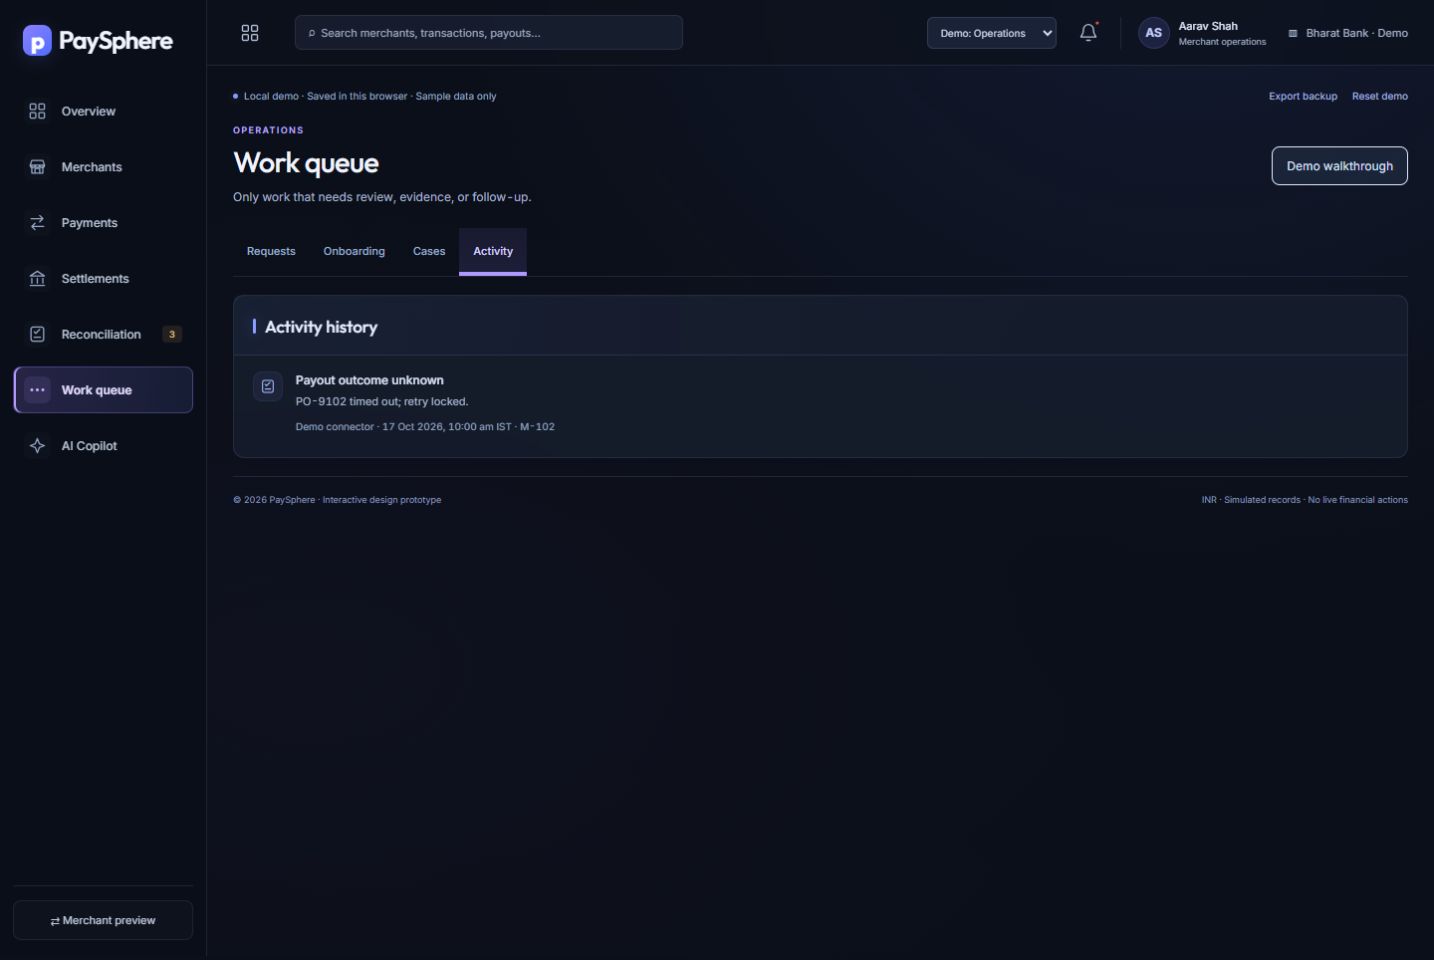 PaySphere
Search merchants, transactions, payouts...
Demo: Operations
AS
Aarav Shah
Merchant operations
Bharat Bank · Demo
Overview
Merchants
Payments
Settlements
Reconciliation 3
Work queue
AI Copilot
Merchant preview
Local demo · Saved in this browser · Sample data only
Export backup
Reset demo
OPERATIONS
Work queue
Only work that needs review, evidence, or follow-up.
Demo walkthrough
Requests
Onboarding
Cases
Activity
Activity history
Payout outcome unknown
PO-9102 timed out; retry locked.
Demo connector · 17 Oct 2026, 10:00 am IST · M-102
© 2026 PaySphere · Interactive design prototype
INR · Simulated records · No live financial actions